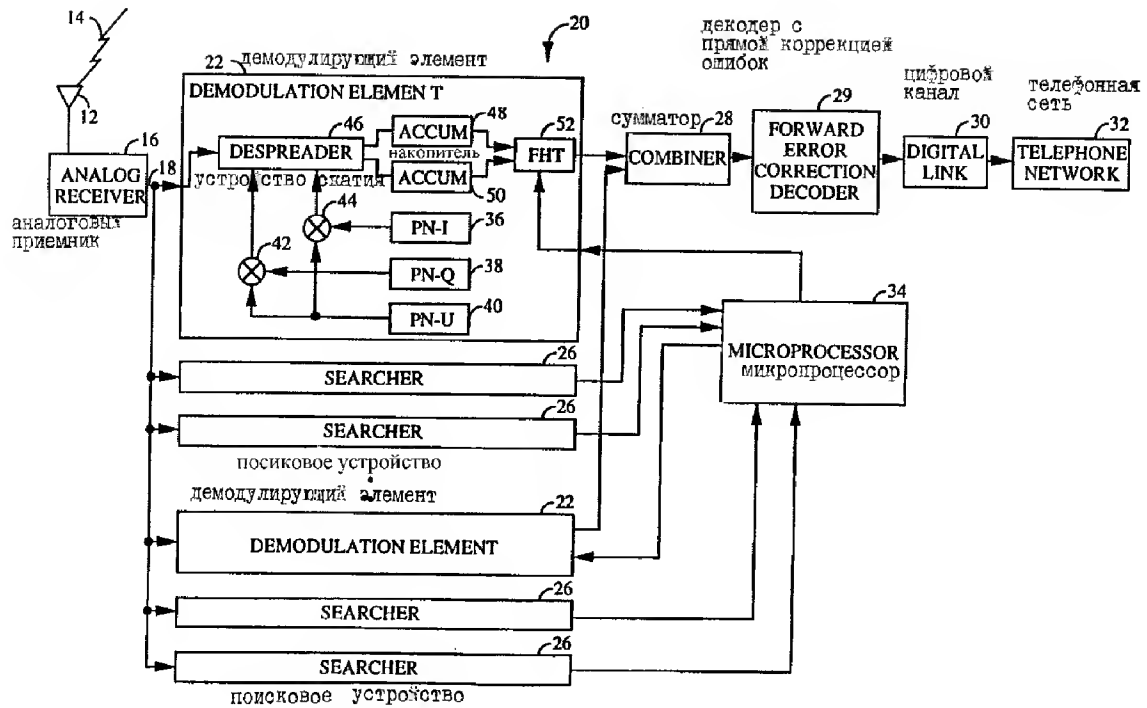 14
12
16
ANALOG
RECEIVER
аналоговый
приемник
18
20
22
демодулирующий элемент
DEMODULATION ELEMENT
46
DESPREADER
устройство сжатия
48
ACCUM
накопитель
ACCUM
50
52
FHT
44
42
PN-I
36
PN-Q
38
PN-U
40
сумматор
28
COMBINER
декодер с
прямой коррекцией
ошибок
29
FORWARD
ERROR
CORRECTION
DECODER
цифровой
канал
30
DIGITAL
LINK
телефонная
сеть
32
TELEPHONE
NETWORK
34
MICROPROCESSOR
микропроцессор
26
SEARCHER
26
SEARCHER
посиковое устройство
демодулирующий элемент
22
DEMODULATION ELEMENT
26
SEARCHER
26
SEARCHER
поисковое устройство